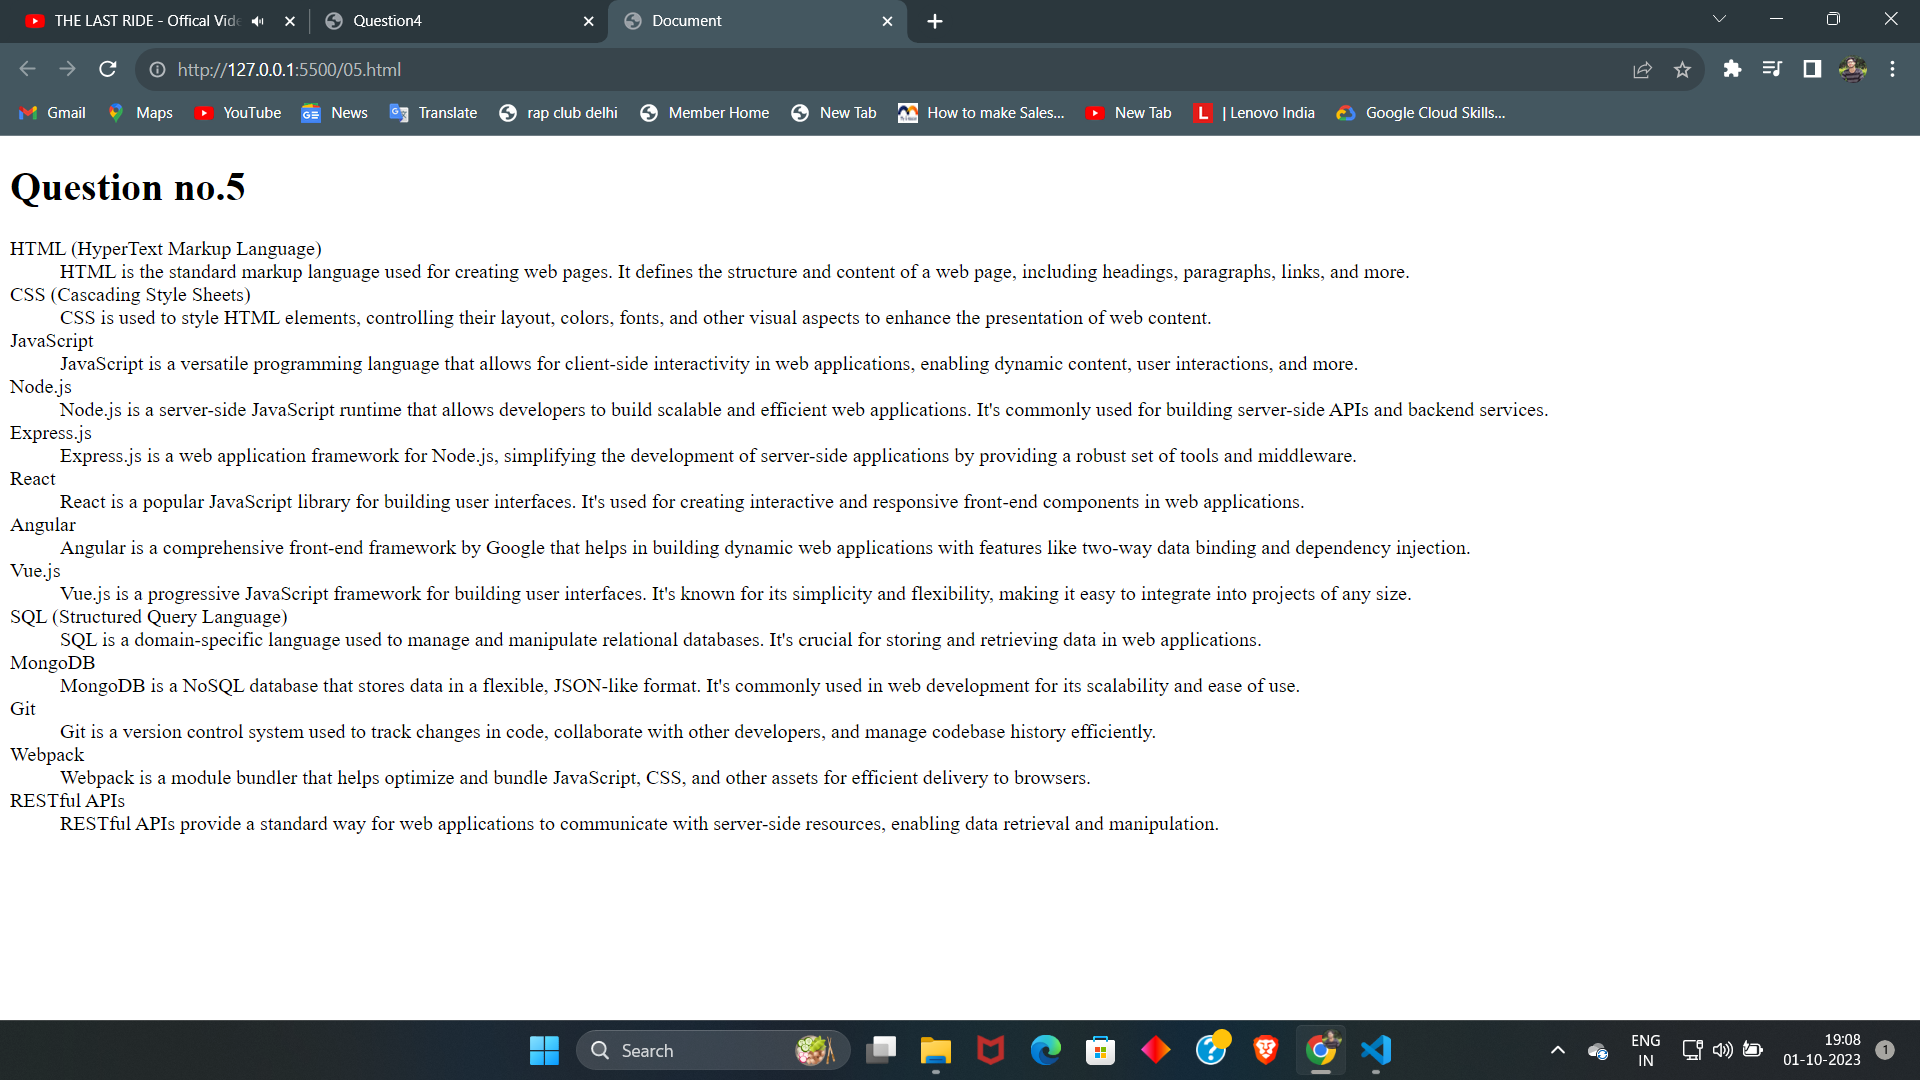 THE LAST RIDE - Offical Vide
Question4
Document
http://127.0.0.1:5500/05.html
Gmail
Maps
YouTube
News
Translate
rap club delhi
Member Home
New Tab
How to make Sales...
New Tab
L | Lenovo India
Google Cloud Skills...
Question no.5
HTML (HyperText Markup Language)
HTML is the standard markup language used for creating web pages. It defines the structure and content of a web page, including headings, paragraphs, links, and more.
CSS (Cascading Style Sheets)
CSS is used to style HTML elements, controlling their layout, colors, fonts, and other visual aspects to enhance the presentation of web content.
JavaScript
JavaScript is a versatile programming language that allows for client-side interactivity in web applications, enabling dynamic content, user interactions, and more.
Node.js
Node.js is a server-side JavaScript runtime that allows developers to build scalable and efficient web applications. It's commonly used for building server-side APIs and backend services.
Express.js
Express.js is a web application framework for Node.js, simplifying the development of server-side applications by providing a robust set of tools and middleware.
React
React is a popular JavaScript library for building user interfaces. It's used for creating interactive and responsive front-end components in web applications.
Angular
Angular is a comprehensive front-end framework by Google that helps in building dynamic web applications with features like two-way data binding and dependency injection.
Vue.js
Vue.js is a progressive JavaScript framework for building user interfaces. It's known for its simplicity and flexibility, making it easy to integrate into projects of any size.
SQL (Structured Query Language)
SQL is a domain-specific language used to manage and manipulate relational databases. It's crucial for storing and retrieving data in web applications.
MongoDB
MongoDB is a NoSQL database that stores data in a flexible, JSON-like format. It's commonly used in web development for its scalability and ease of use.
Git
Git is a version control system used to track changes in code, collaborate with other developers, and manage codebase history efficiently.
Webpack
Webpack is a module bundler that helps optimize and bundle JavaScript, CSS, and other assets for efficient delivery to browsers.
RESTful APIs
RESTful APIs provide a standard way for web applications to communicate with server-side resources, enabling data retrieval and manipulation.
Search
ENG
IN
19:08
01-10-2023
1